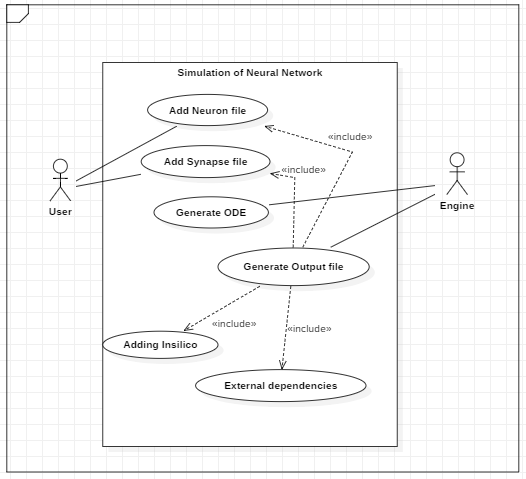 Simulation of Neural Network
Add Neuron file
«include»
Add Synapse file
«include»
User
Generate ODE
Engine
Generate Output file
«include»
«include»
Adding Insilico
External dependencies